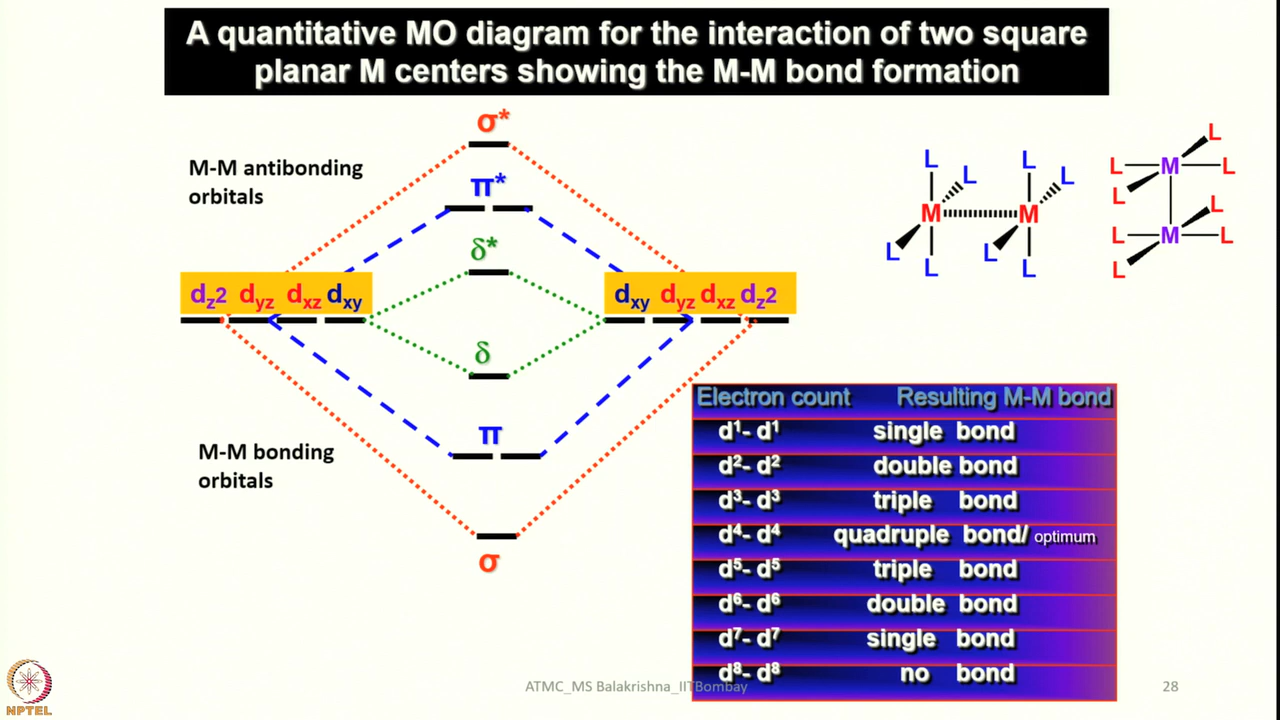 A quantitative MO diagram for the interaction of two square
planar M centers showing the M-M bond formation
σ*
M-M antibonding
orbitals
π*
δ*
dz2 dyz dxz dxy
dxy dyz dxz dz2
δ
π
M-M bonding
orbitals
σ
L L L L
M M
L L L L
L
L M L
L L
L M L
L
Electron count Resulting M-M bond
d¹- d¹ single bond
d²- d² double bond
d³- d³ triple bond
d⁴- d⁴ quadruple bond/ optimum
d⁵- d⁵ triple bond
d⁶- d⁶ double bond
d⁷- d⁷ single bond
d⁸- d⁸ no bond
ATMC_MS Balakrishna_IITBombay
28
NPTEL